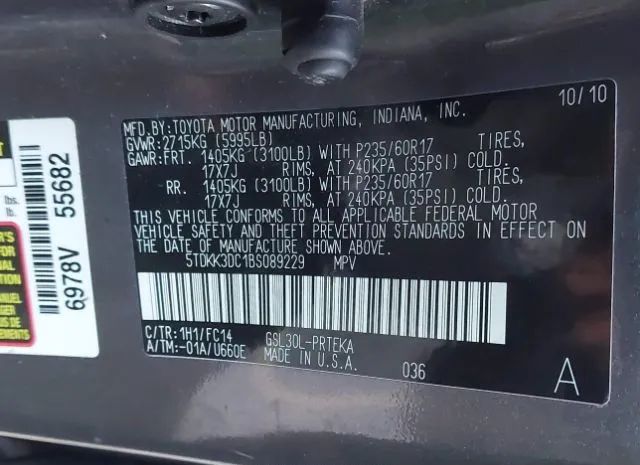 MFD.BY:TOYOTA MOTOR MANUFACTURING, INDIANA, INC. 10/10
GVWR:2715KG (5995LB)
GAWR:FRT. 1405KG (3100LB) WITH P235/60R17 TIRES,
17X7J RIMS, AT 240KPA (35PSI) COLD.
RR. 1405KG (3100LB) WITH P235/60R17 TIRES,
17X7J RIMS, AT 240KPA (35PSI) COLD.
THIS VEHICLE CONFORMS TO ALL APPLICABLE FEDERAL MOTOR
VEHICLE SAFETY AND THEFT PREVENTION STANDARDS IN EFFECT ON THE
DATE OF MANUFACTURE SHOWN ABOVE.
5TDKK3DC1BS089229 MPV
C/TR:1H1/FC14 GSL30L-PRTEKA
A/TM:-01A/U660E MADE IN U.S.A. 036
A
lbs.
lb.
6978V 55682